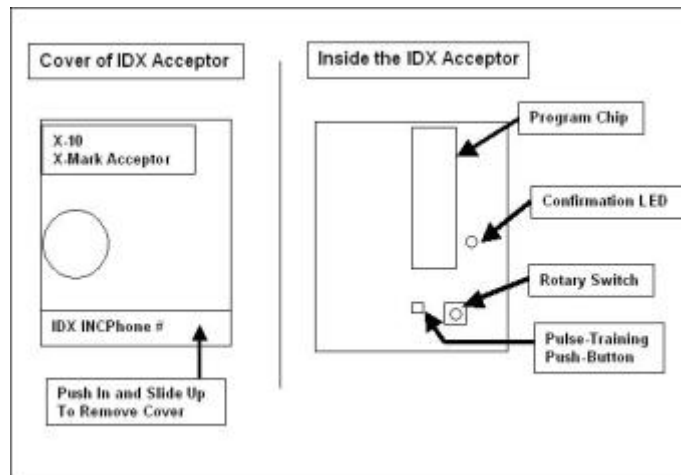 Cover of IDX Acceptor
X-10
X-Mark Acceptor
IDX INCPhone #
Push In and Slide Up
To Remove Cover
Inside the IDX Acceptor
Program Chip
Confirmation LED
Rotary Switch
Pulse-Training
Push-Button